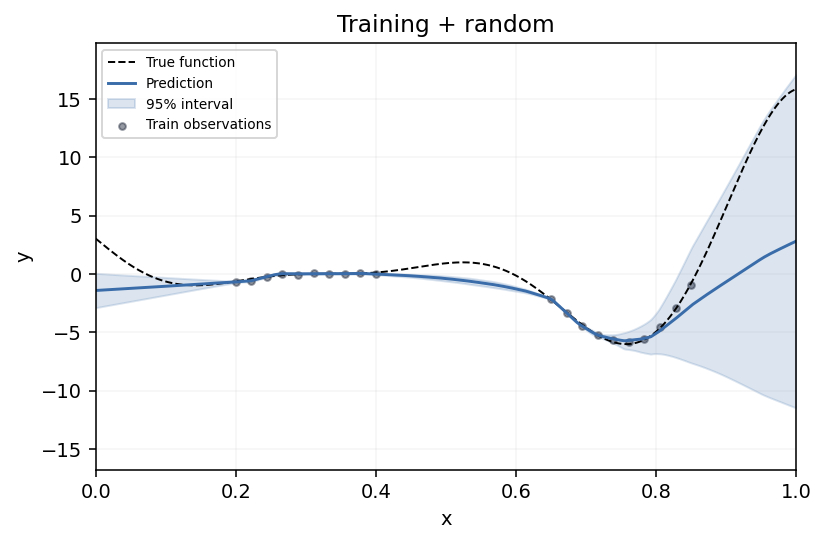 Training + random
True function
Prediction
95% interval
Train observations
15
10
5
0
−5
−10
−15
y
0.0 0.2 0.4 0.6 0.8 1.0
x